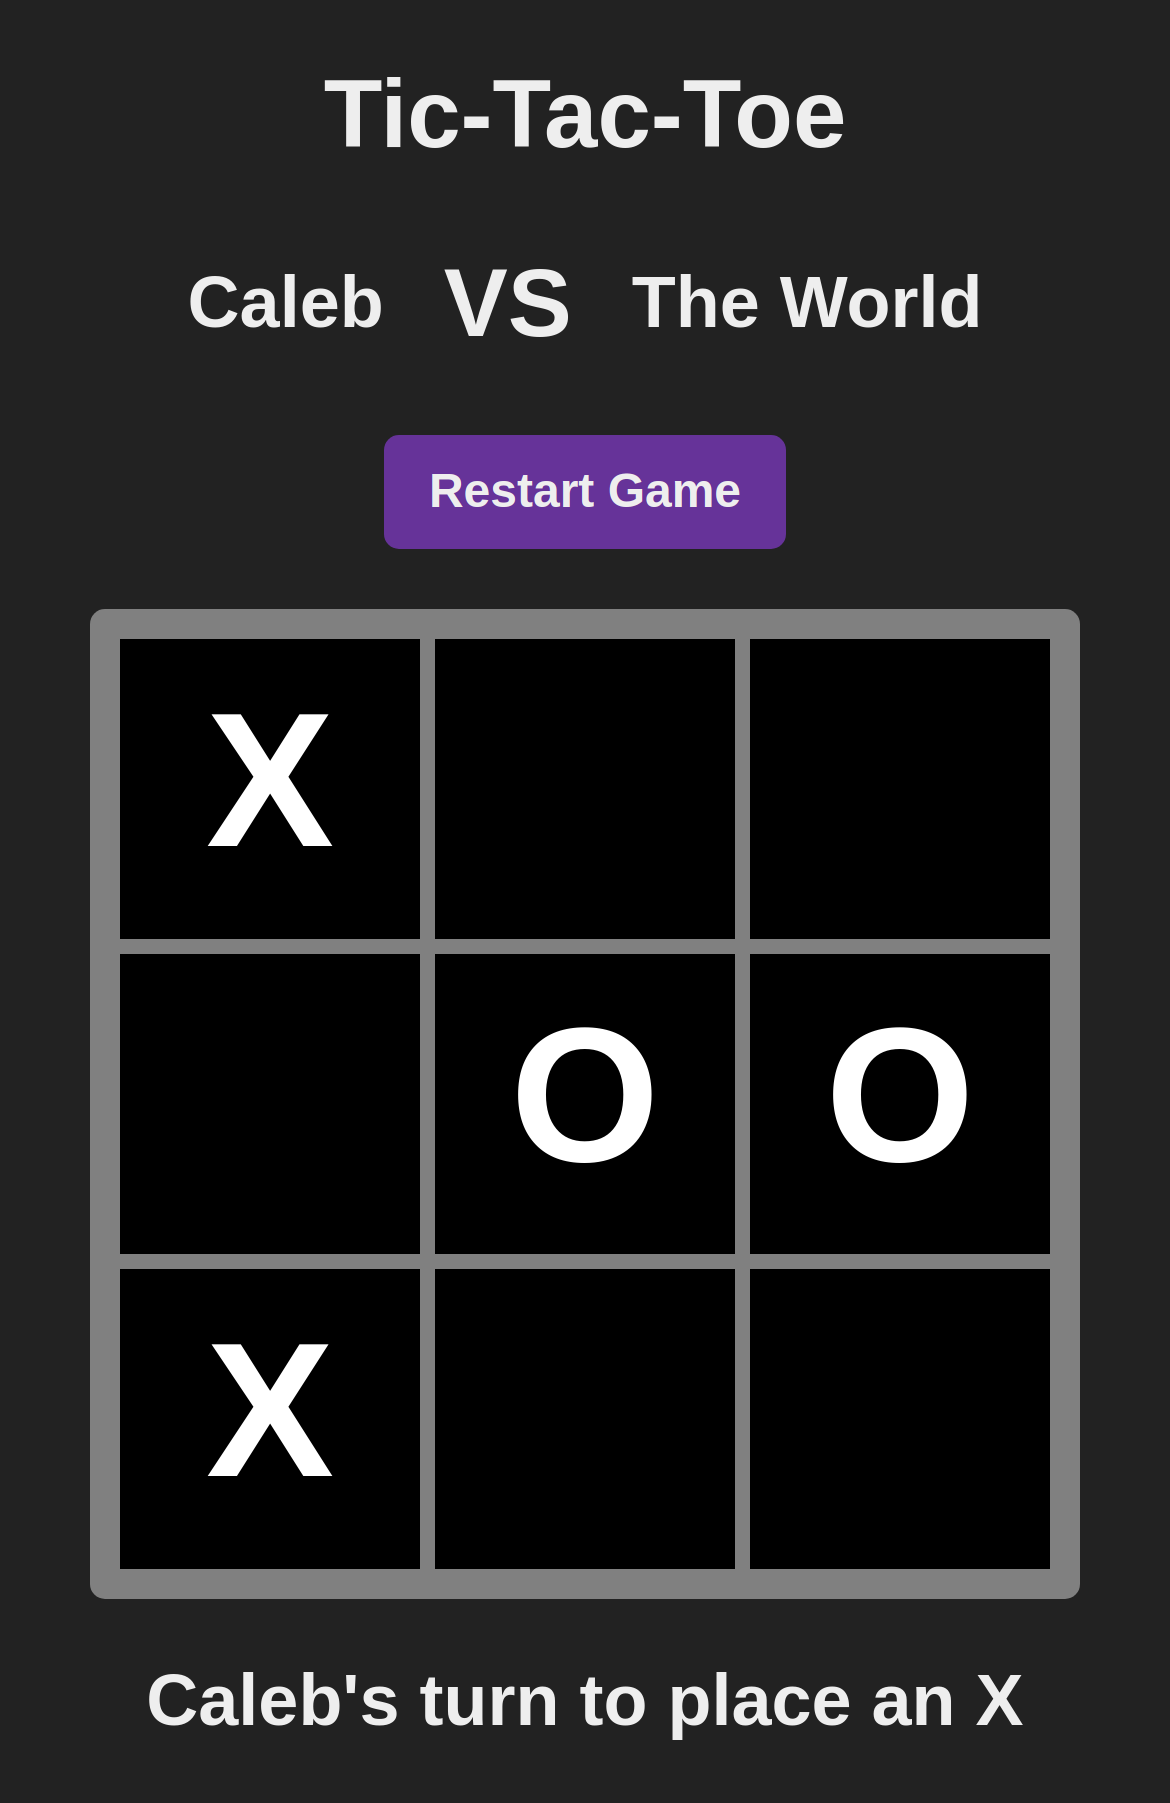 Tic-Tac-Toe
Caleb VS The World
Restart Game
X
O O
X
Caleb's turn to place an X